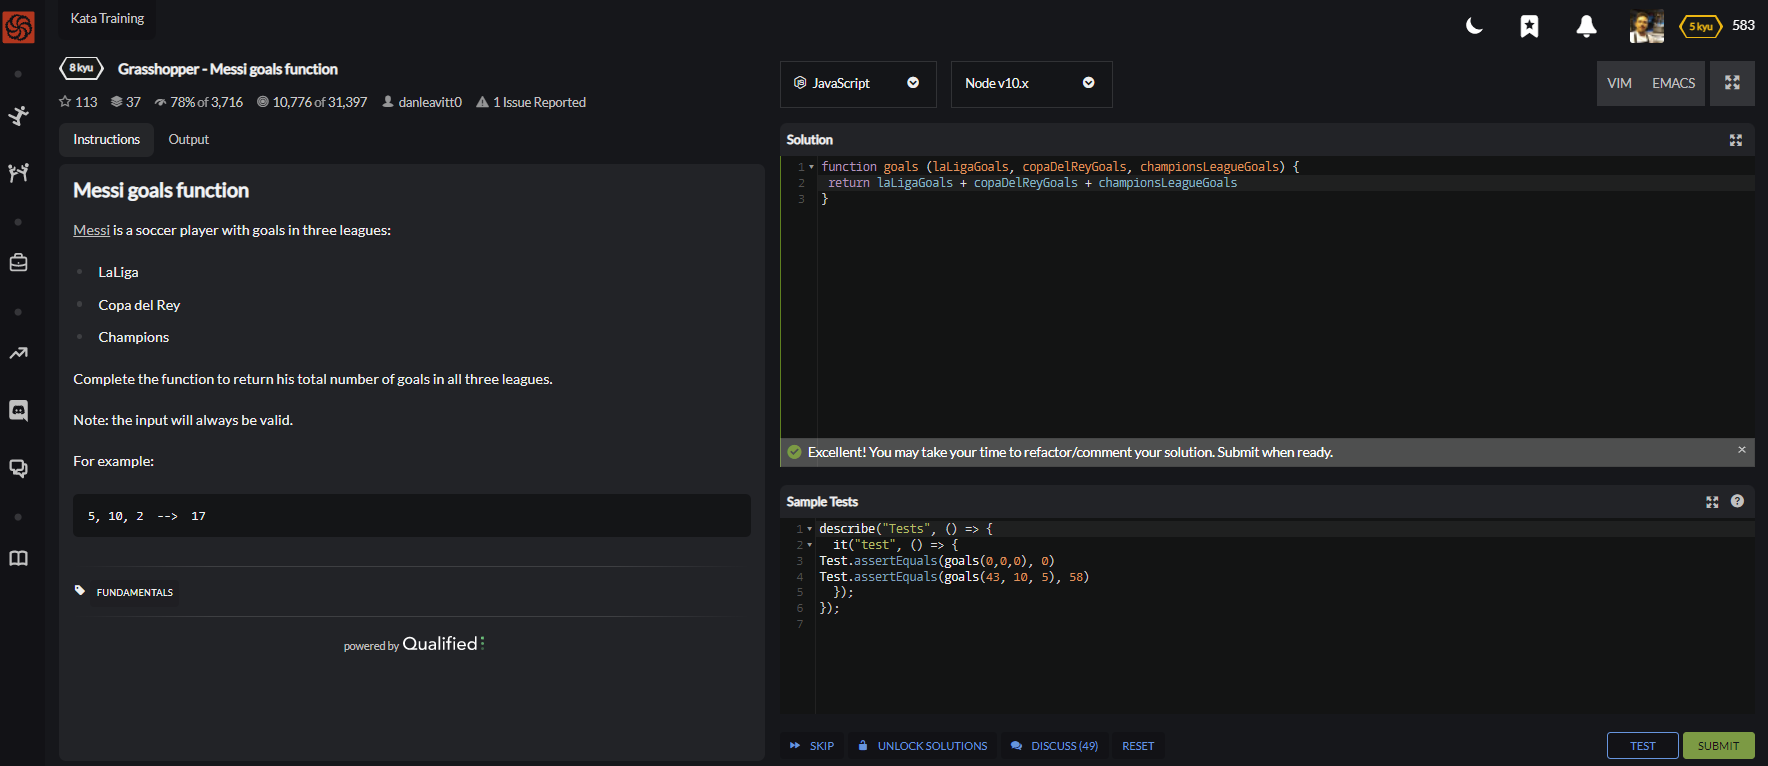 Kata Training
5 kyu 583
8 kyu Grasshopper - Messi goals function
113 37 78% of 3,716 10,776 of 31,397 danleavitt0 1 Issue Reported
Instructions Output
Messi goals function
Messi is a soccer player with goals in three leagues:
LaLiga
Copa del Rey
Champions
Complete the function to return his total number of goals in all three leagues.
Note: the input will always be valid.
For example:
5, 10, 2 --> 17
FUNDAMENTALS
powered by Qualified
JavaScript Node v10.x VIM EMACS
Solution
1 function goals (laLigaGoals, copaDelReyGoals, championsLeagueGoals) {
2 return laLigaGoals + copaDelReyGoals + championsLeagueGoals
3 }
Excellent! You may take your time to refactor/comment your solution. Submit when ready. ×
Sample Tests ?
1 describe("Tests", () => {
2 it("test", () => {
3 Test.assertEquals(goals(0,0,0), 0)
4 Test.assertEquals(goals(43, 10, 5), 58)
5 });
6 });
7
SKIP UNLOCK SOLUTIONS DISCUSS (49) RESET TEST SUBMIT